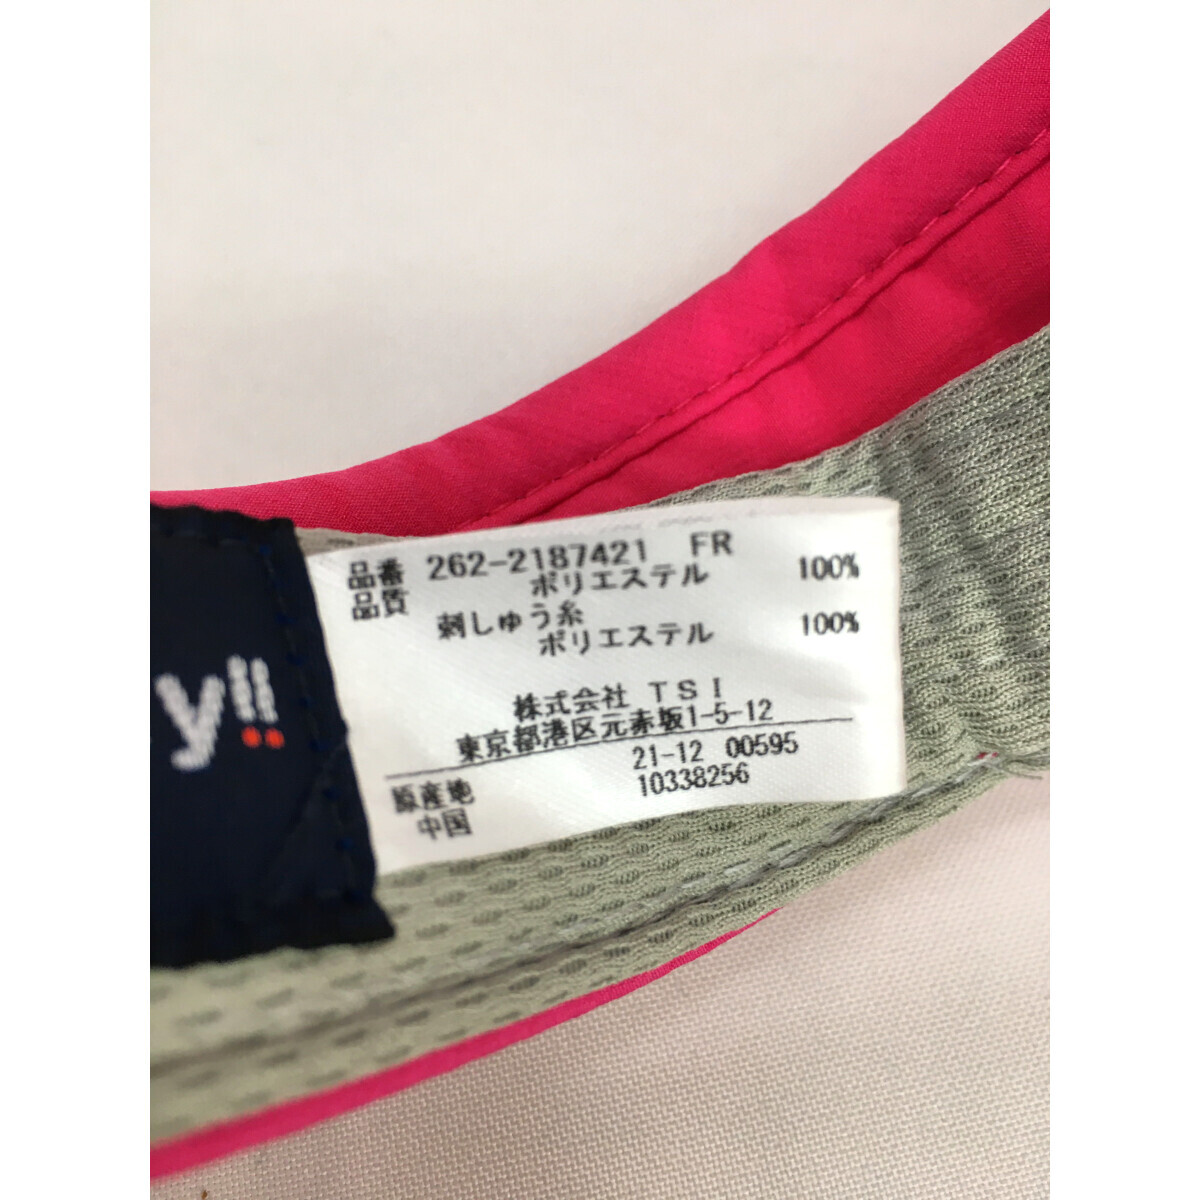 品番 262-2187421 FR
品質 ポリエステル 100%
刺しゅう糸
ポリエステル 100%
株式会社 TSI
東京都港区元赤坂1-5-12
21-12 00595
原産地 10338256
中国
y!!